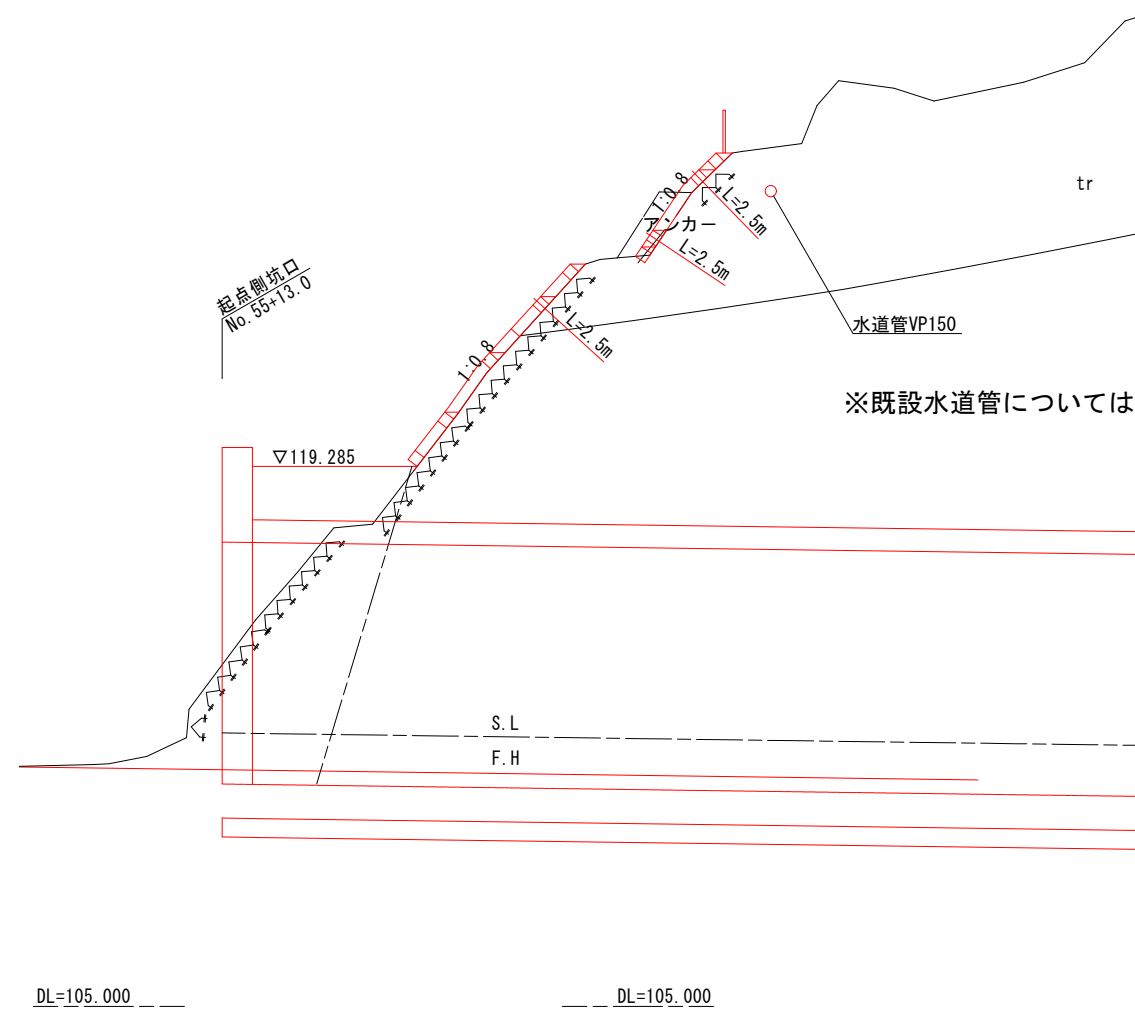 tr
1:0.8
L=2.5m
アンカー
L=2.5m
起点側坑口
No.55+13.0
水道管VP150
L=2.5m
1:0.8
※既設水道管については
▽119.285
S.L
F.H
DL=105.000
DL=105.000